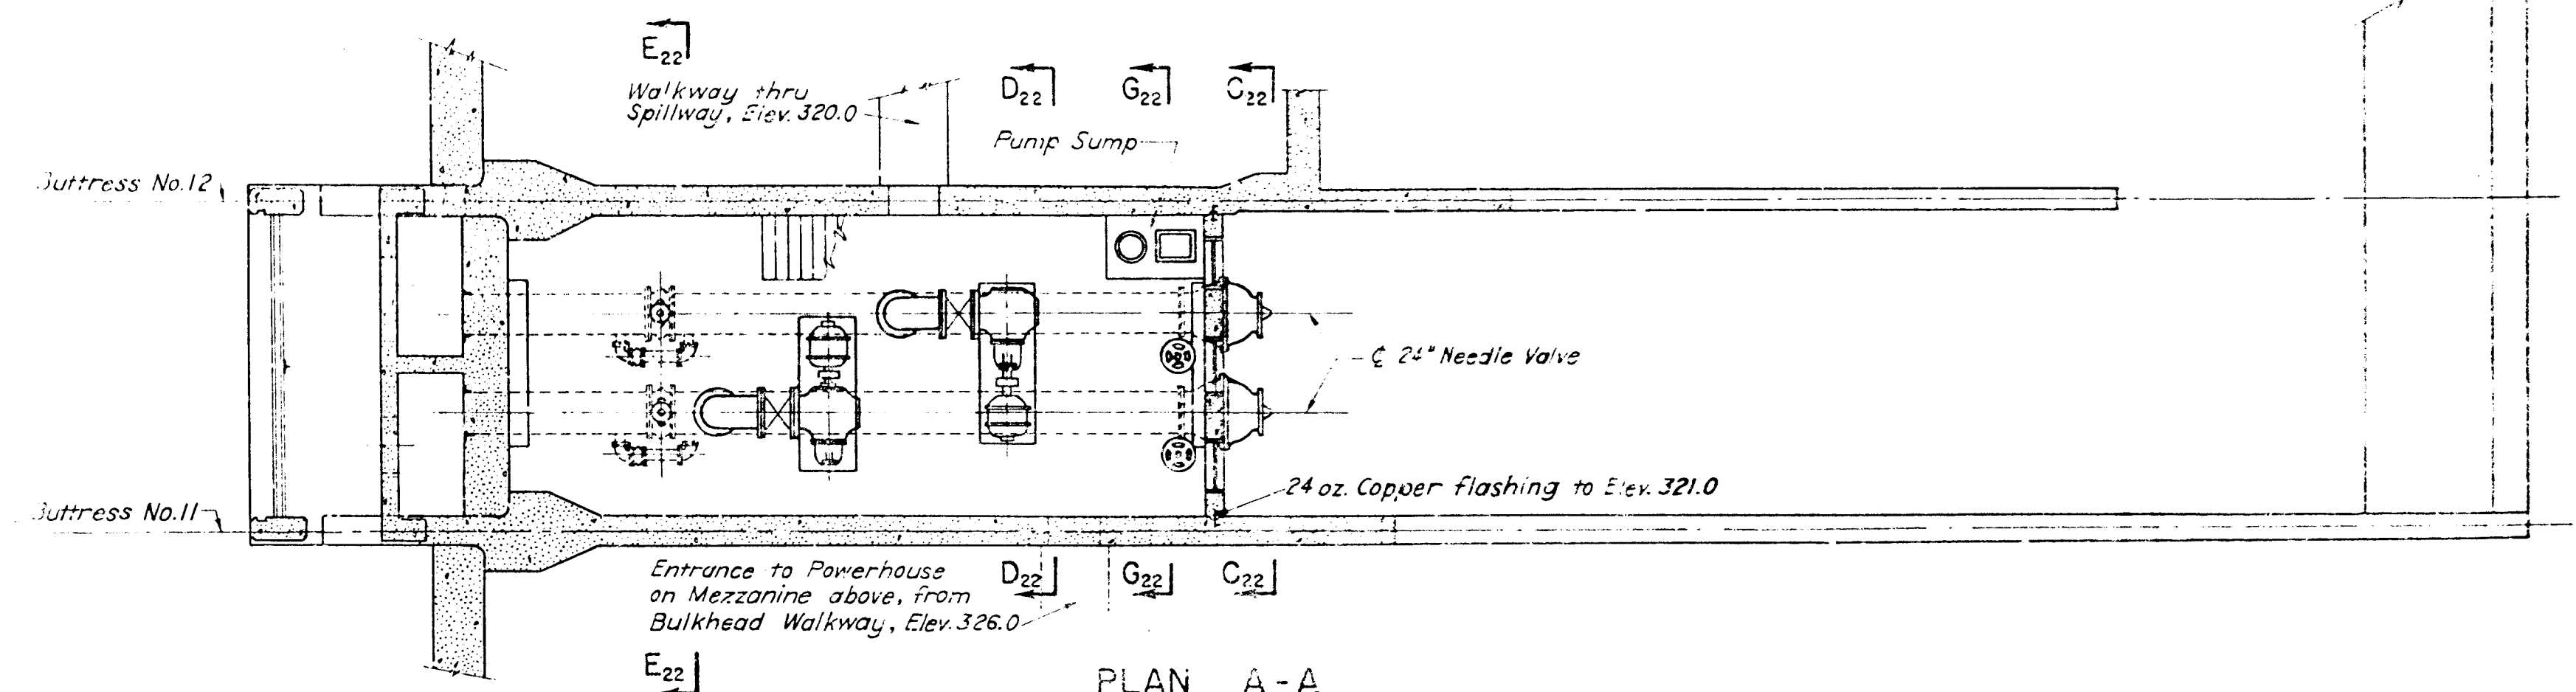 E22
Walkway thru
Spillway, Elev. 320.0
D22
G22
C22
Pump Sump
Buttress No.12
℄ 24" Needle Valve
24 oz. Copper flashing to Elev. 321.0
Buttress No.11
Entrance to Powerhouse
on Mezzanine above, from
Bulkhead Walkway, Elev. 326.0
D22
G22
C22
E22
PLAN A-A